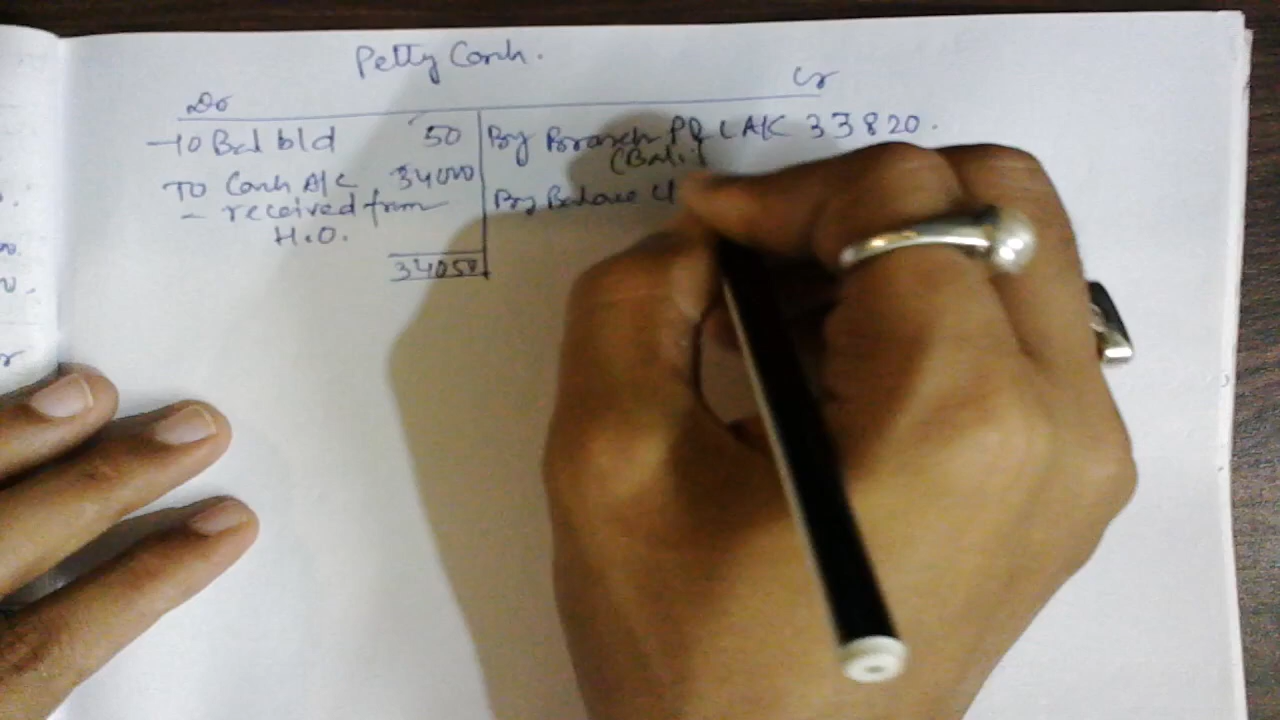 Petty Cash.
Dr Cr
To Bal b/d 50 By Branch P&L A/C 33820.
(Bal.)
To Cash A/c 34000 By Balance c/
- received from
H.O.
34050